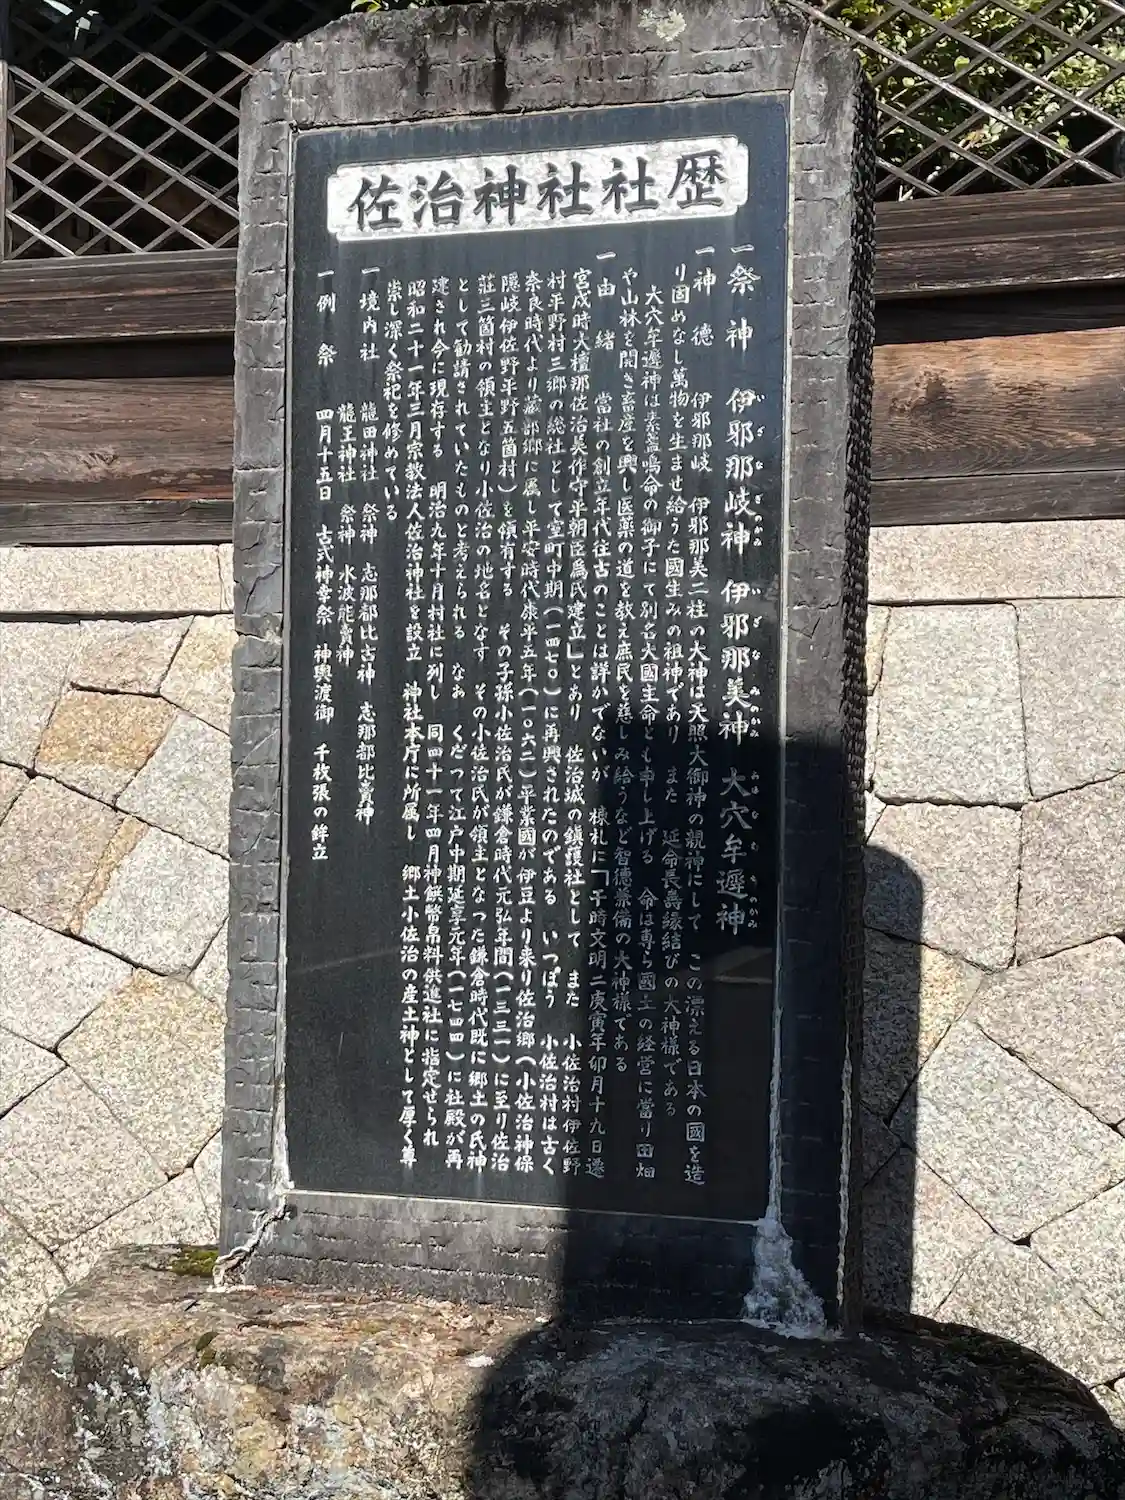 佐治神社社歴
一祭神 伊邪那岐神 伊邪那美神 大穴牟遲神
いざなぎのかみ いざなみのかみ おおなむちのかみ
一神徳 伊邪那岐 伊邪那美二柱の大神は天照大御神の親神にして この漂える日本の國を造
り固めなし萬物を生ませ給うた國生みの祖神であり また 延命長壽縁結びの大神様である
大穴牟遲神は素盞鳴命の御子にて別名大國主命とも申し上げる 命は専ら國土の経営に當り田畑
や山林を開き畜産を興し医薬の道を教え庶民を慈しみ給うなど智徳兼備の大神様である
一由緒 當社の創立年代往古のことは詳かでないが 棟札に「于時文明二庚寅年卯月十九日遷
宮成時大檀那佐治美作守平朝臣為氏建立」とあり 佐治城の鎮護社として また 小佐治村伊佐野
村平野村三郷の総社として室町中期(一四七〇)に再興されたのである いっぽう 小佐治村は古く
奈良時代より蔵部郷に属し平安時代康平五年(一〇六二)平業國が伊豆より来り佐治郷(小佐治神保
隠岐伊佐野平野五箇村)を領有する その子孫小佐治氏が鎌倉時代元弘年間(一三三一)に至り佐治
荘三箇村の領主となり小佐治の地名となす その小佐治氏が領主となった鎌倉時代既に郷土の氏神
として勧請されていたものと考えられる なお くだって江戸中期延享元年(一七四四)に社殿が再
建され今に現存する 明治九年十月村社に列し 同四十一年四月神饌幣帛料供進社に指定せられ
昭和二十一年三月宗教法人佐治神社を設立 神社本庁に所属し 郷土小佐治の産土神として厚く尊
崇し深く祭祀を修めている
一境内社 龍田神社 祭神 志那都比古神 志那都比賣神
龍王神社 祭神 水波能賣神
一例祭 四月十五日 古式神幸祭 神輿渡御 千枚張の鉾立